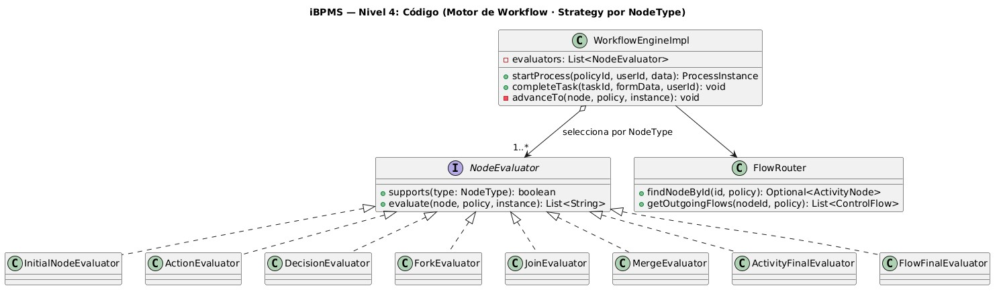 iBPMS — Nivel 4: Código (Motor de Workflow · Strategy por NodeType)
C WorkflowEngineImpl
evaluators: List<NodeEvaluator>
startProcess(policyId, userId, data): ProcessInstance
completeTask(taskId, formData, userId): void
advanceTo(node, policy, instance): void
selecciona por NodeType
1..*
I NodeEvaluator
supports(type: NodeType): boolean
evaluate(node, policy, instance): List<String>
C FlowRouter
findNodeById(id, policy): Optional<ActivityNode>
getOutgoingFlows(nodeId, policy): List<ControlFlow>
C InitialNodeEvaluator
C ActionEvaluator
C DecisionEvaluator
C ForkEvaluator
C JoinEvaluator
C MergeEvaluator
C ActivityFinalEvaluator
C FlowFinalEvaluator